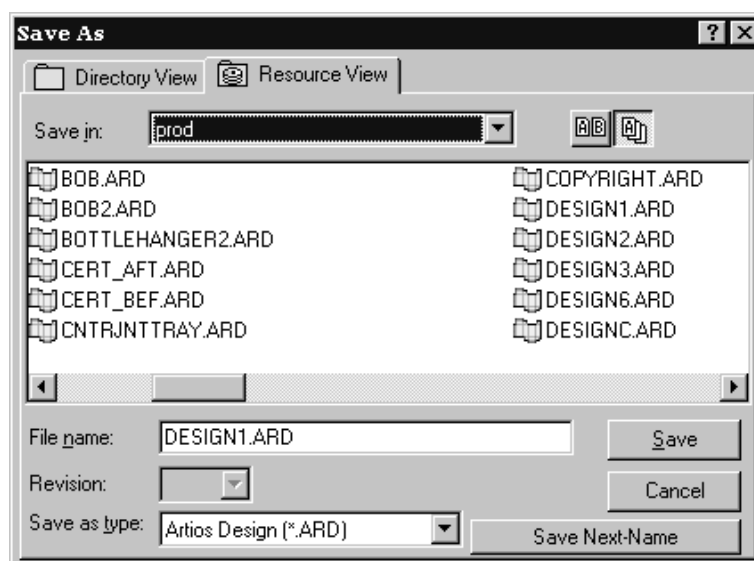 Save As
Directory View Resource View
Save in: prod
BOB.ARD COPYRIGHT.ARD
BOB2.ARD DESIGN1.ARD
BOTTLEHANGER2.ARD DESIGN2.ARD
CERT_AFT.ARD DESIGN3.ARD
CERT_BEF.ARD DESIGN6.ARD
CNTRJNTTRAY.ARD DESIGNC.ARD
File name: DESIGN1.ARD Save
Revision: Cancel
Save as type: Artios Design (*.ARD) Save Next-Name